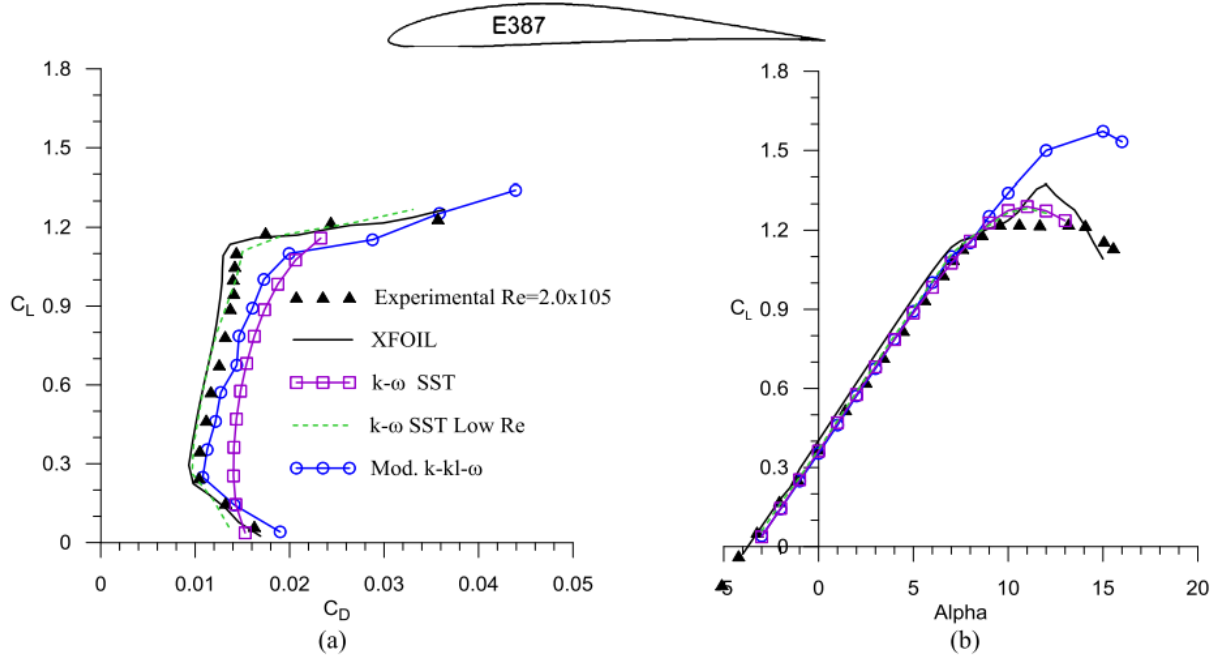 E387
1.8
1.5
1.2
0.9
0.6
0.3
0
C_L
Experimental Re=2.0x105
XFOIL
k-ω SST
k-ω SST Low Re
Mod. k-kl-ω
0
0.01
0.02
0.03
0.04
0.05
C_D
(a)
1.8
1.5
1.2
0.9
0.6
0.3
0
C_L
-5
0
5
10
15
20
Alpha
(b)